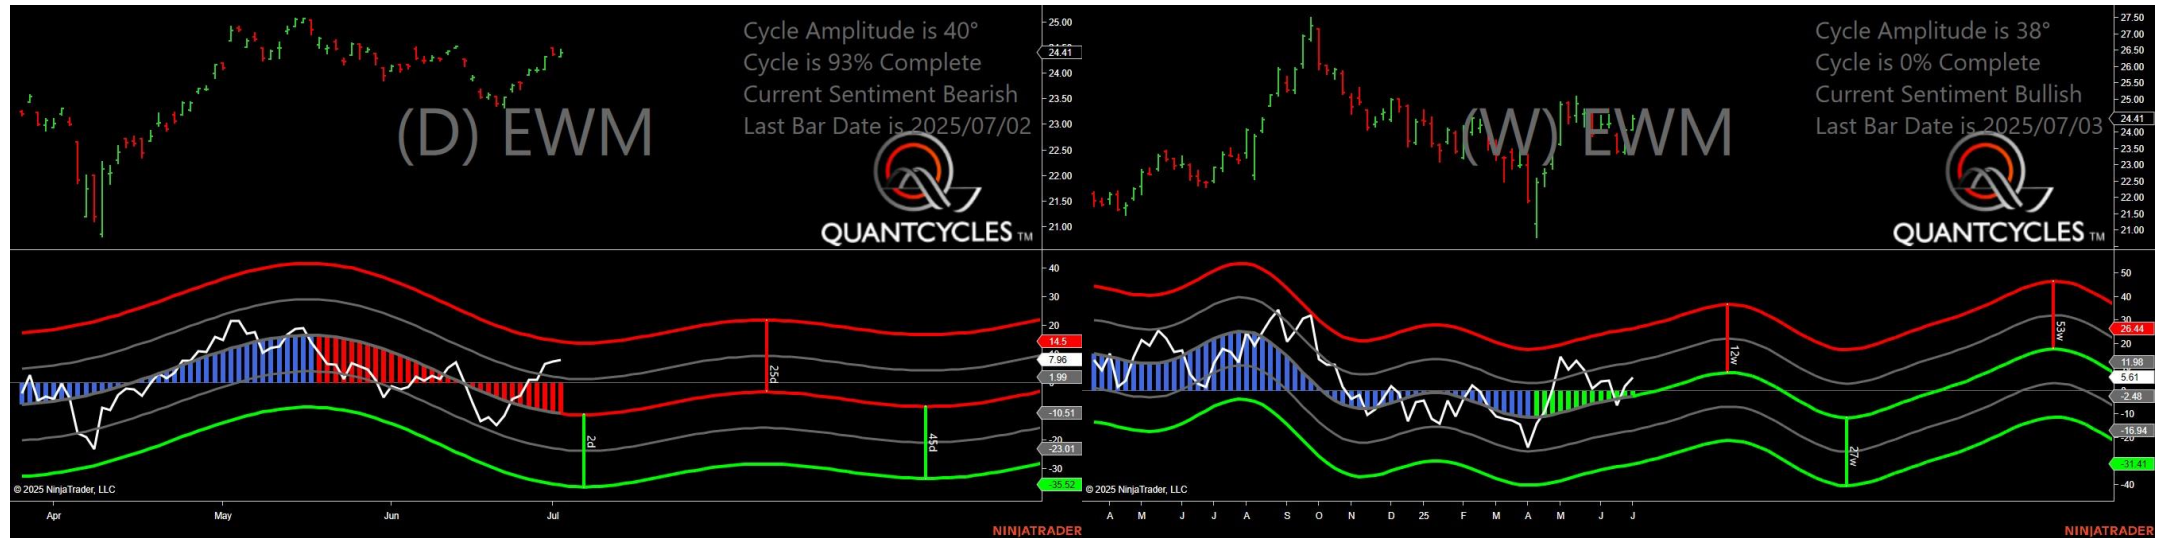 Cycle Amplitude is 40°
Cycle is 93% Complete
Current Sentiment Bearish
Last Bar Date is 2025/07/02
(D) EWM
QUANTCYCLES TM
25.00
24.41
24.00
23.50
23.00
22.50
22.00
21.50
21.00
40
30
20
14.5
7.96
1.99
-10.51
-20
-23.01
-30
-35.52
2d
25d
45d
© 2025 NinjaTrader, LLC
Apr
May
Jun
Jul
NINJATRADER
Cycle Amplitude is 38°
Cycle is 0% Complete
Current Sentiment Bullish
Last Bar Date is 2025/07/03
(W) EWM
QUANTCYCLES TM
27.50
27.00
26.50
26.00
25.50
25.00
24.41
24.00
23.50
23.00
22.50
22.00
21.50
21.00
50
40
30
26.44
20
11.98
5.61
-2.48
-10
-16.94
-20
-31.41
-40
12w
27w
53w
© 2025 NinjaTrader, LLC
A M J J A S O N D 25 F M A M J J
NINJATRADER